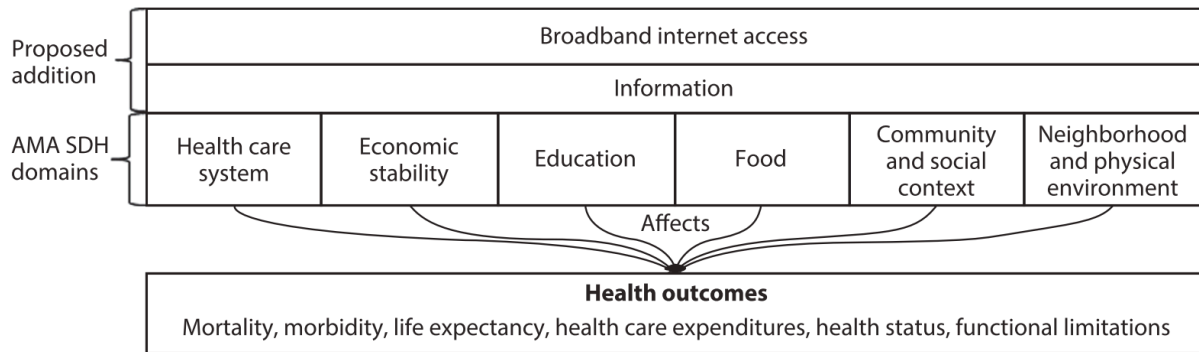 Proposed
addition
Broadband internet access
Information
AMA SDH
domains
Health care
system
Economic
stability
Education
Food
Community
and social
context
Neighborhood
and physical
environment
Affects
Health outcomes
Mortality, morbidity, life expectancy, health care expenditures, health status, functional limitations